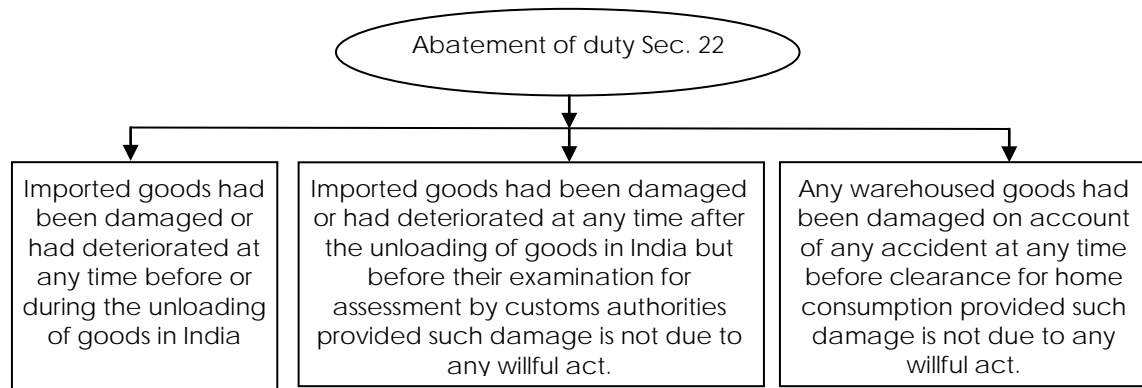 Abatement of duty Sec. 22
Imported goods had
been damaged or
had deteriorated at
any time before or
during the unloading
of goods in India
Imported goods had been damaged
or had deteriorated at any time after
the unloading of goods in India but
before their examination for
assessment by customs authorities
provided such damage is not due to
any willful act.
Any warehoused goods had
been damaged on account
of any accident at any time
before clearance for home
consumption provided such
damage is not due to any
willful act.